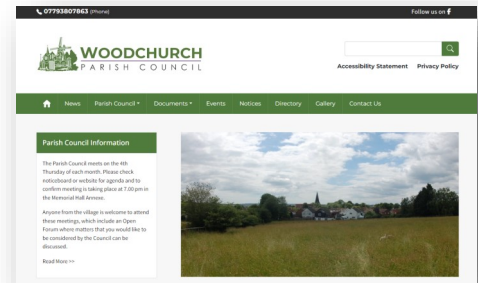 07793807863 (Phone)
Follow us on
WOODCHURCH
PARISH COUNCIL
Accessibility Statement Privacy Policy
News Parish Council Documents Events Notices Directory Gallery Contact Us
Parish Council Information
The Parish Council meets on the 4th
Thursday of each month. Please check
noticeboard or website for agenda and to
confirm meeting is taking place at 7.00 pm in
the Memorial Hall Annexe.
Anyone from the village is welcome to attend
these meetings, which include an Open
Forum where matters that you would like to
be considered by the Council can be
discussed.
Read More >>